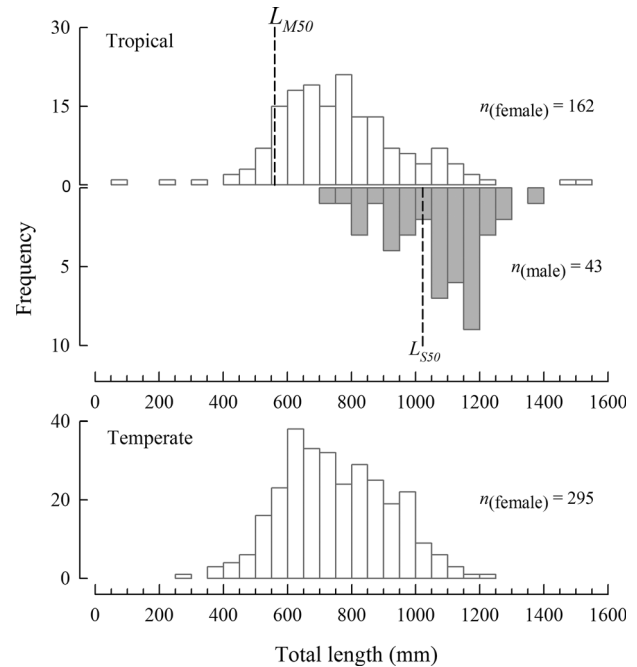 L_M50
30
Tropical
15
n(female) = 162
0
Frequency
5
n(male) = 43
10
L_S50
0 200 400 600 800 1000 1200 1400 1600
40
Temperate
20
n(female) = 295
0
0 200 400 600 800 1000 1200 1400 1600
Total length (mm)